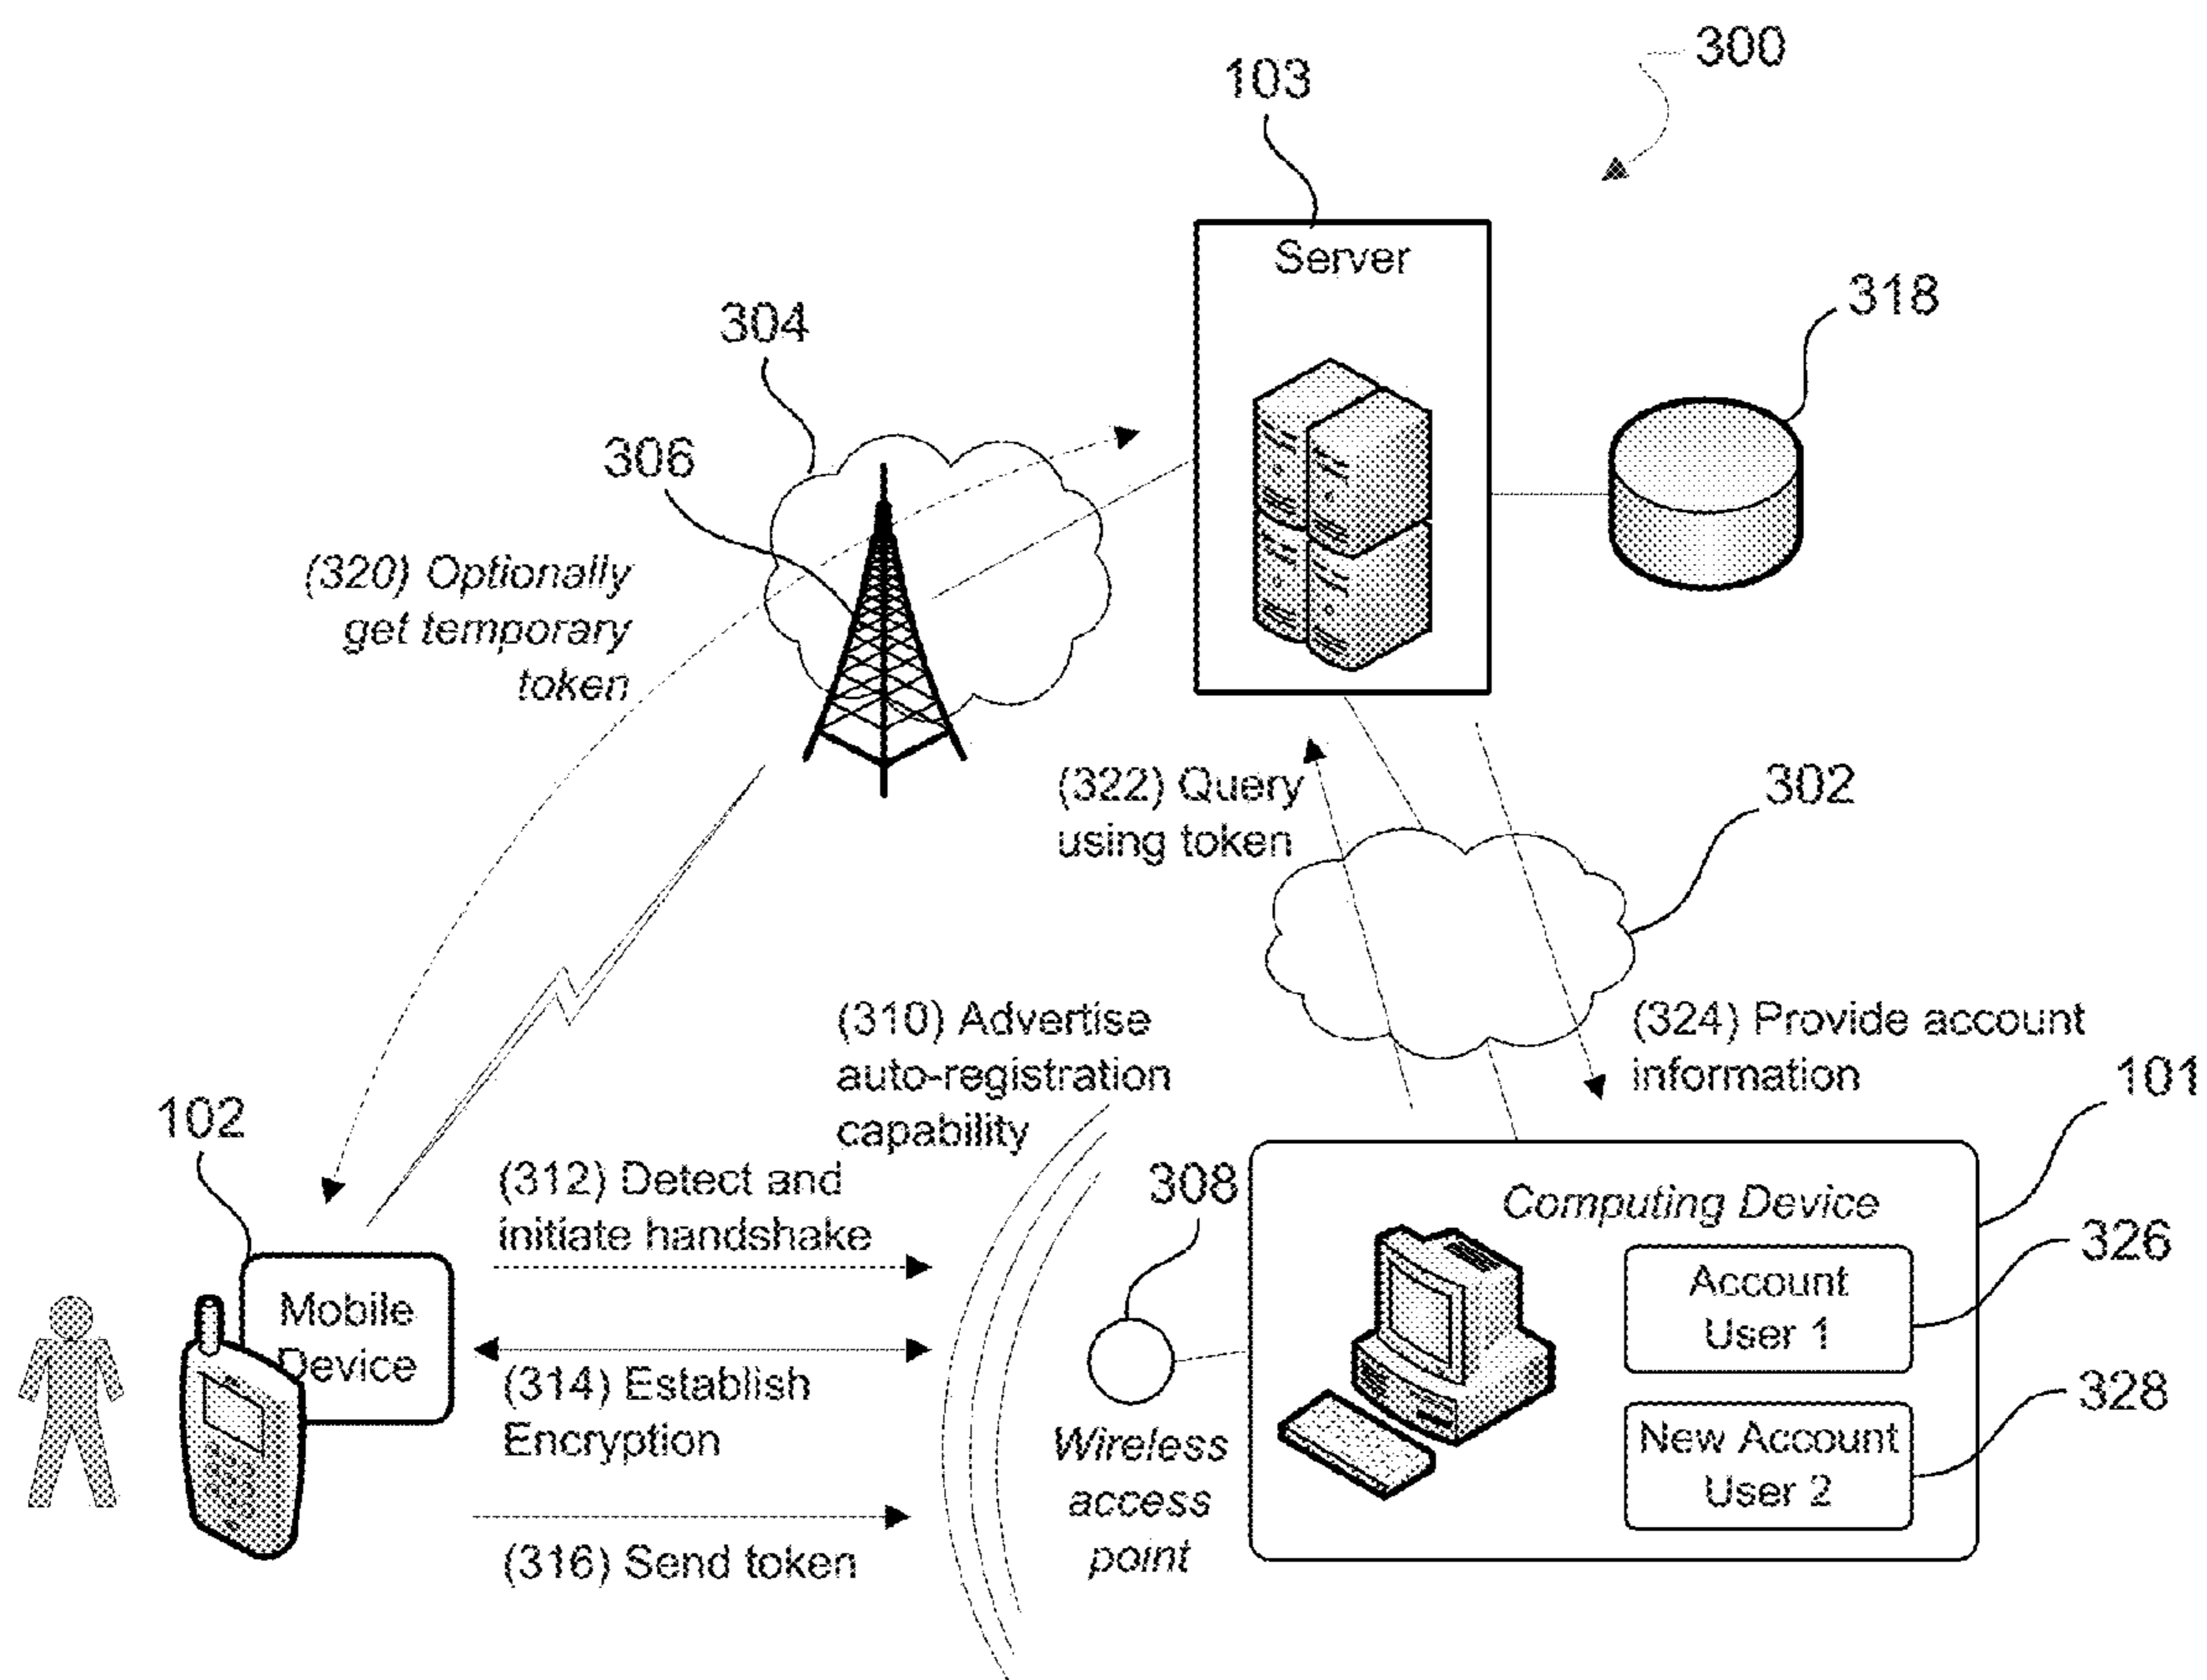 300
103
Server
318
304
306
(320) Optionally
get temporary
token
(322) Query
using token
302
(310) Advertise
auto-registration
capability
(324) Provide account
information
101
102
(312) Detect and
initiate handshake
308
Computing Device
326
Account
User 1
Mobile
Device
(314) Establish
Encryption
328
New Account
User 2
Wireless
access
point
(316) Send token